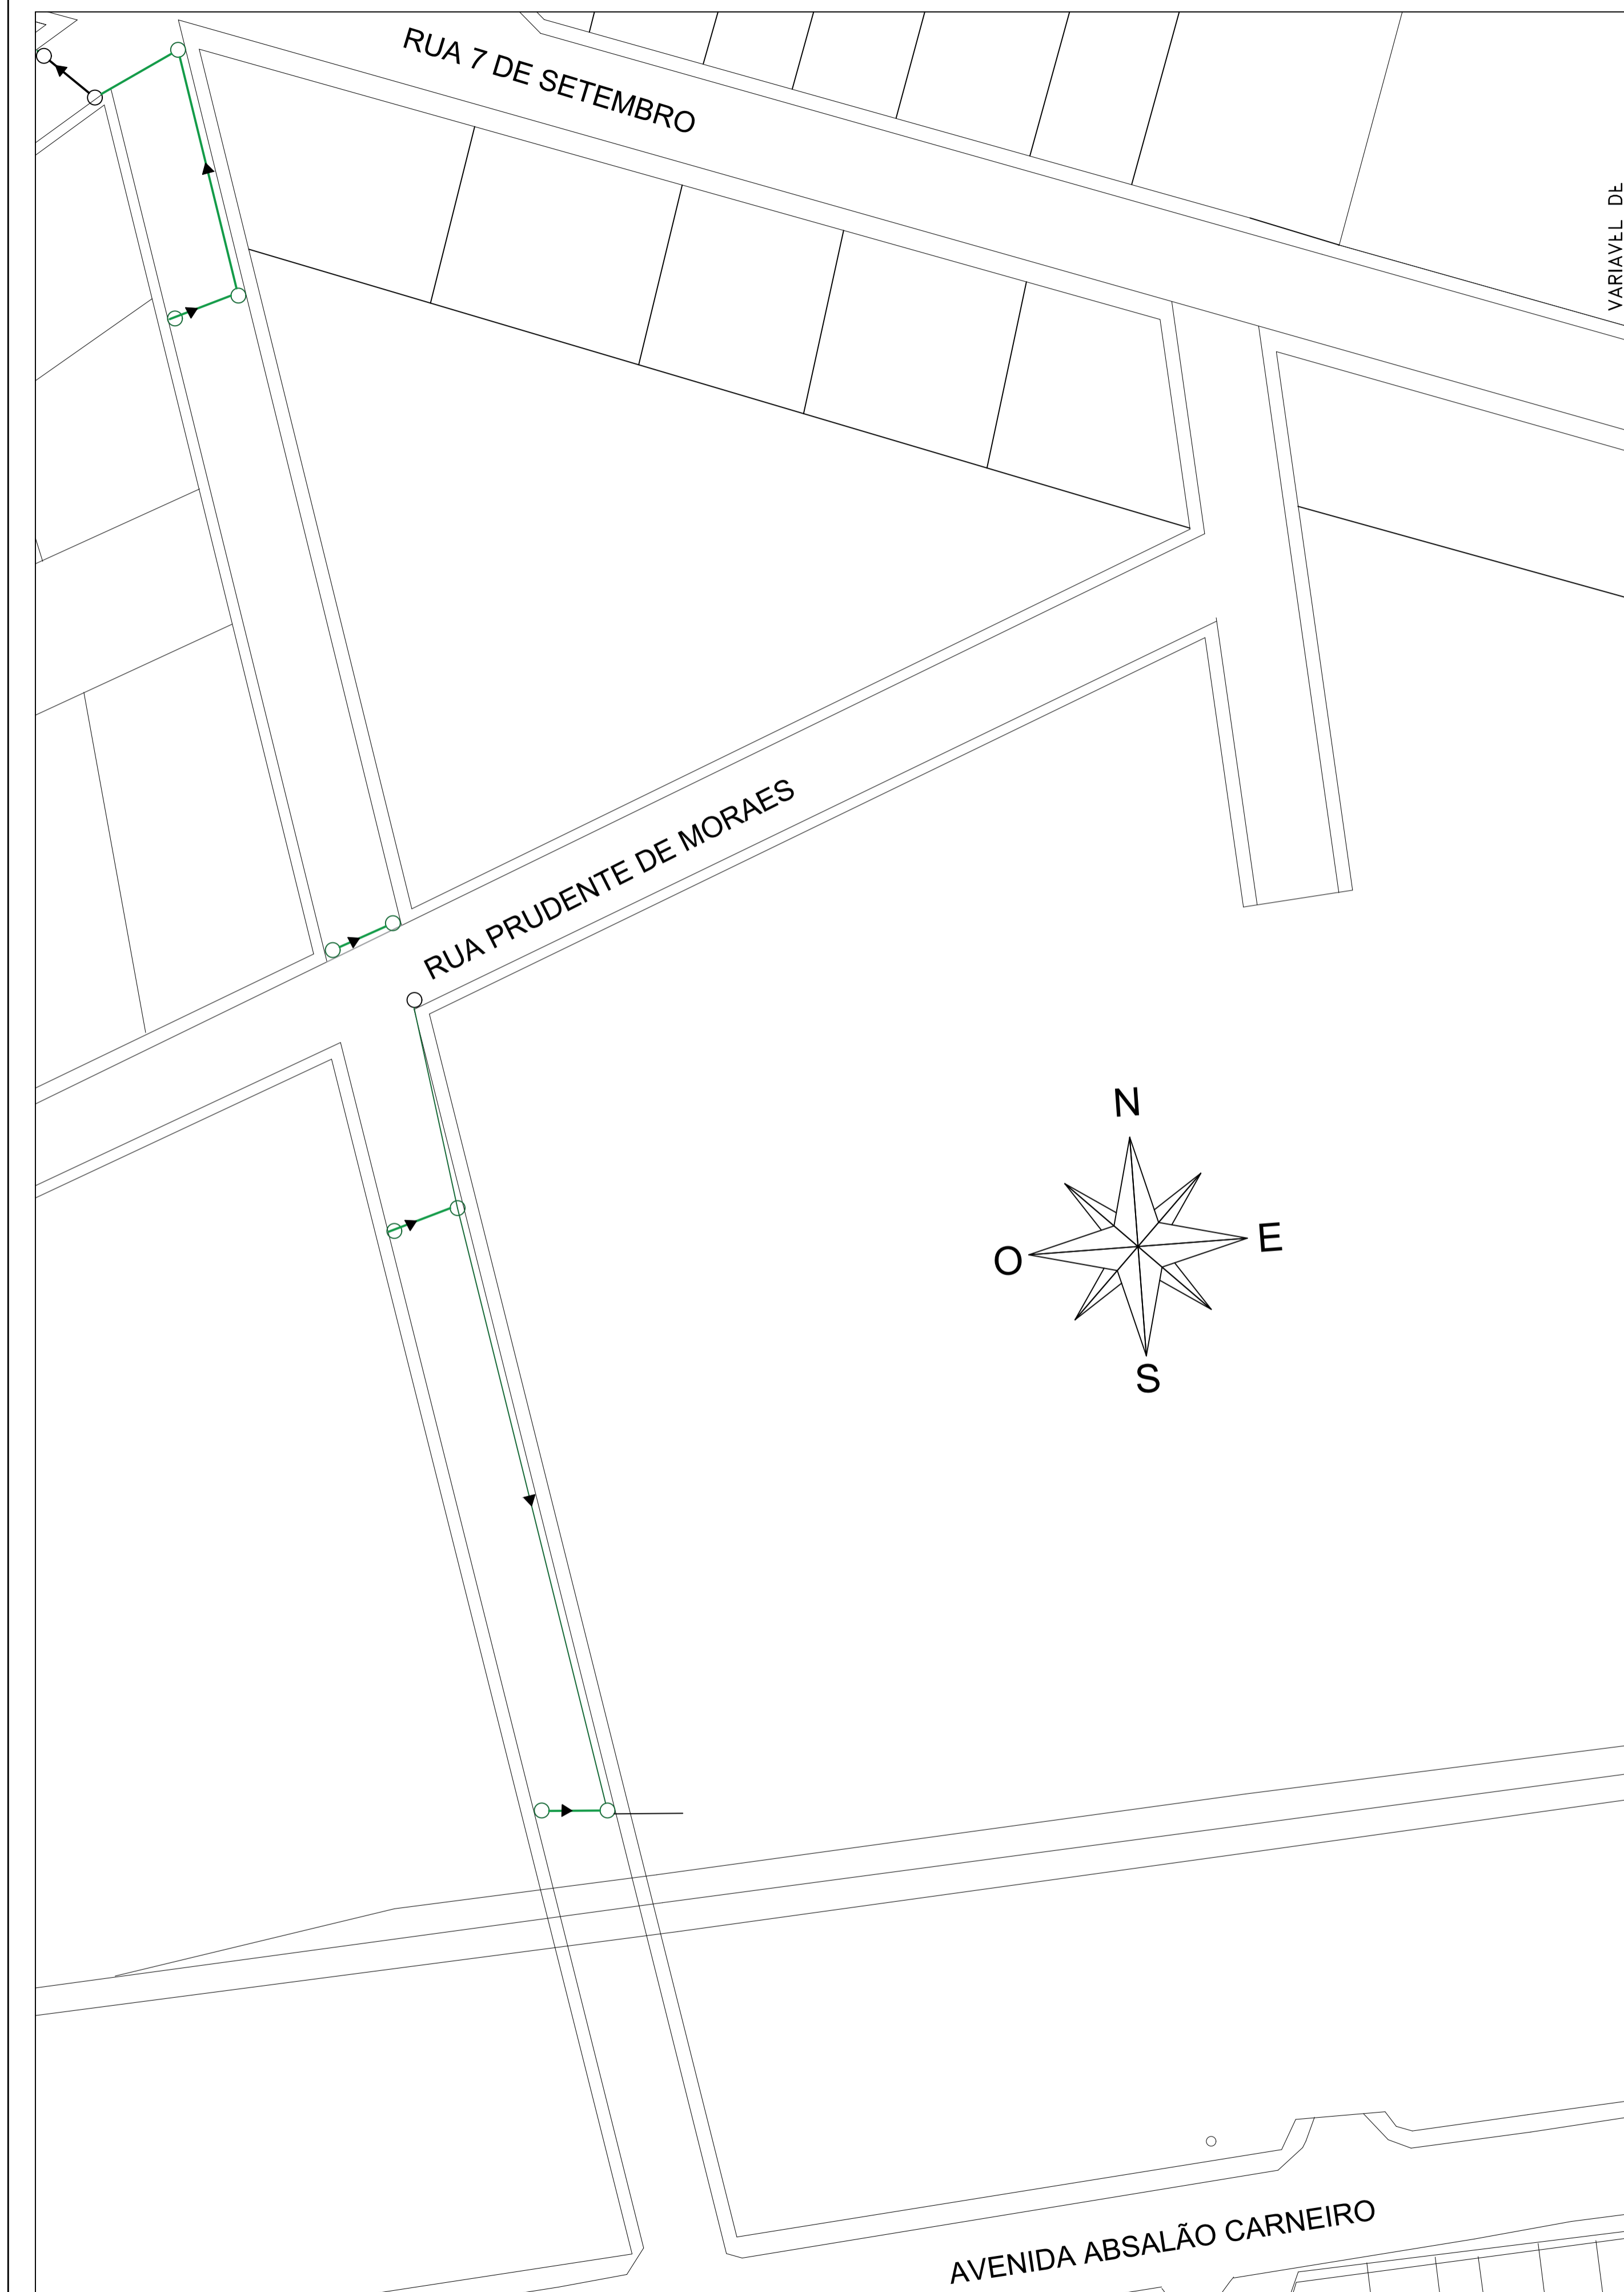 RUA 7 DE SETEMBRO
VARIAVEL DE
RUA PRUDENTE DE MORAES
N
O
E
S
AVENIDA ABSALÃO CARNEIRO